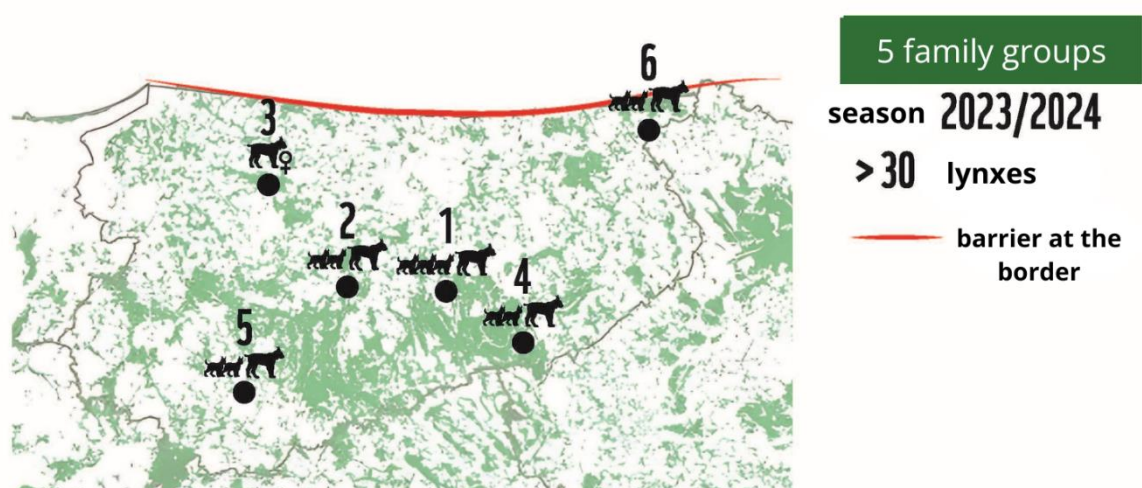 5 family groups
season 2023/2024
> 30 lynxes
barrier at the
border
6
3
2
1
4
5